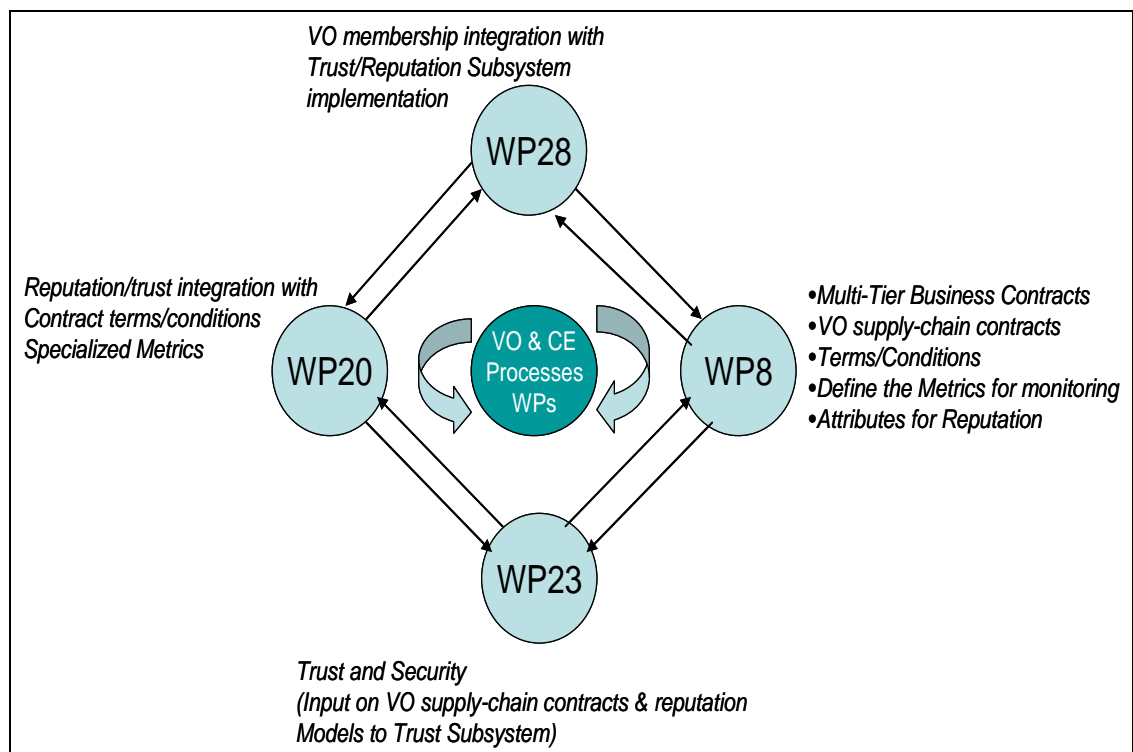 VO membership integration with
Trust/Reputation Subsystem
implementation
WP28
Reputation/trust integration with
Contract terms/conditions
Specialized Metrics
WP20
VO & CE
Processes
WPs
WP8
•Multi-Tier Business Contracts
•VO supply-chain contracts
•Terms/Conditions
•Define the Metrics for monitoring
•Attributes for Reputation
WP23
Trust and Security
(Input on VO supply-chain contracts & reputation
Models to Trust Subsystem)